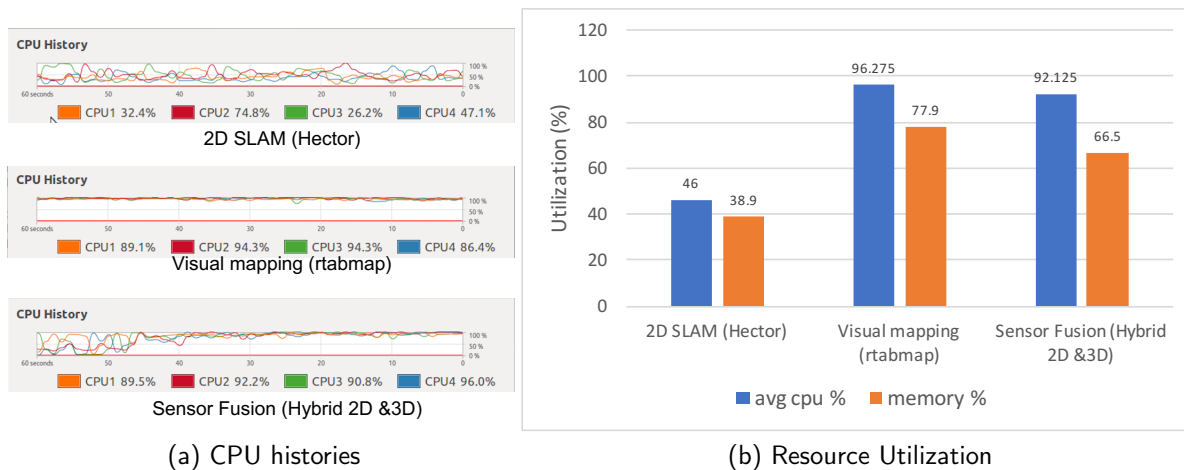 CPU History
100 %
50 %
0 %
60 seconds 50 40 30 20 10 0
CPU1 32.4% CPU2 74.8% CPU3 26.2% CPU4 47.1%
2D SLAM (Hector)
CPU History
100 %
50 %
0 %
60 seconds 50 40 30 20 10 0
CPU1 89.1% CPU2 94.3% CPU3 94.3% CPU4 86.4%
Visual mapping (rtabmap)
CPU History
100 %
50 %
0 %
60 seconds 50 40 30 20 10 0
CPU1 89.5% CPU2 92.2% CPU3 90.8% CPU4 96.0%
Sensor Fusion (Hybrid 2D &3D)
(a) CPU histories
Utilization (%)
120
100
80
60
40
20
0
46
38.9
96.275
77.9
92.125
66.5
2D SLAM (Hector)
Visual mapping
(rtabmap)
Sensor Fusion (Hybrid
2D &3D)
avg cpu % memory %
(b) Resource Utilization